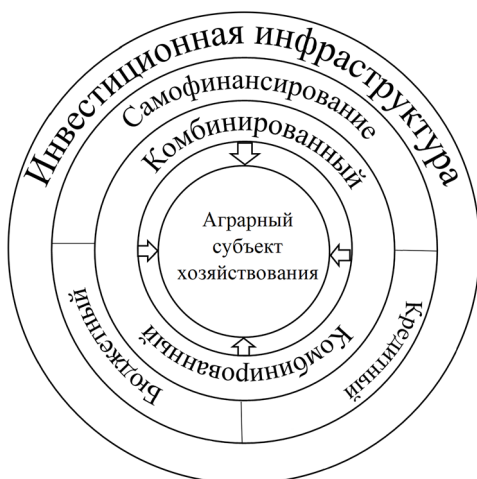 Инвестиционная инфраструктура
Самофинансирование
Комбинированный
Аграрный
субъект
хозяйствования
Комбинированный
Бюджетный
Кредитный